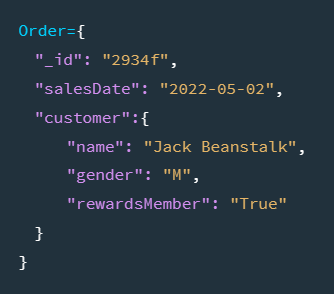 Order={
"_id": "2934f",
"salesDate": "2022-05-02",
"customer":{
"name": "Jack Beanstalk",
"gender": "M",
"rewardsMember": "True"
}
}